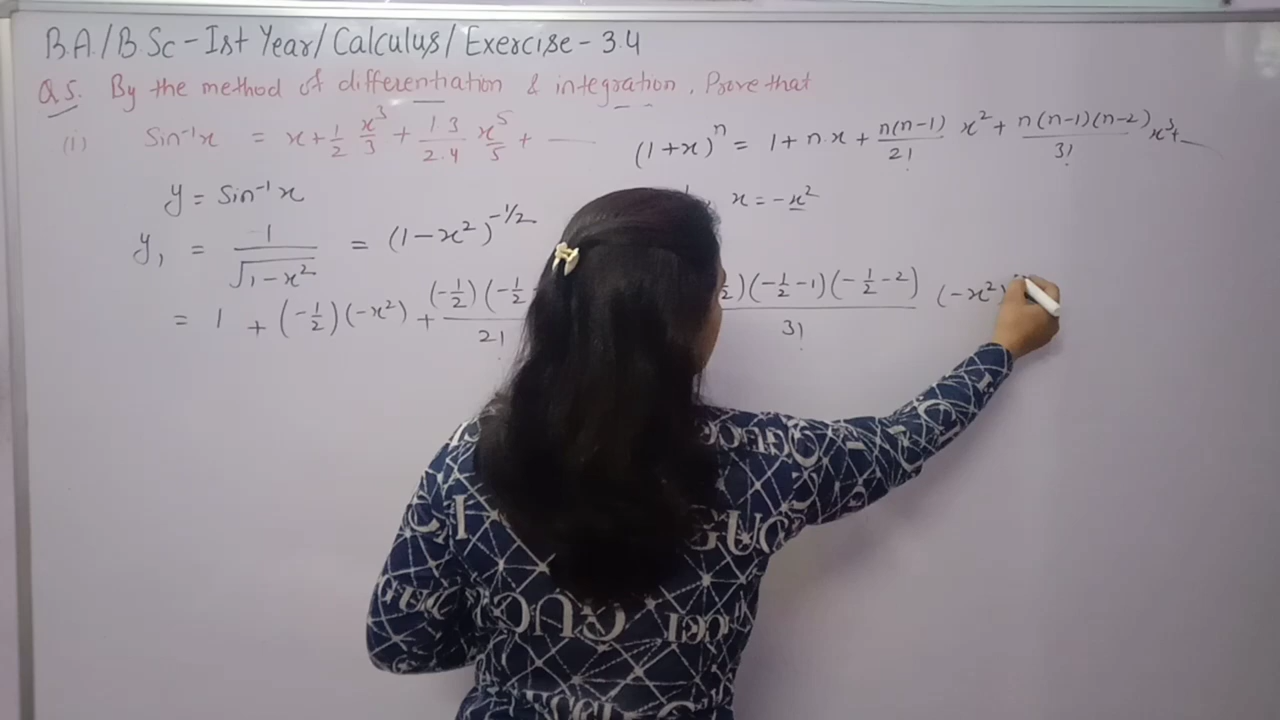 B.A./B.Sc - Ist Year/ Calculus/ Exercise - 3.4
Q5. By the method of differentiation & integration, Prove that
(i) Sin⁻¹x = x + 1/2 x³/3 + 1.3/2.4 x⁵/5 + ---- (1+x)ⁿ = 1 + n.x + n(n-1)/2! x² + n(n-1)(n-2)/3! x³+--
y = Sin⁻¹x x = -x²
y₁ = 1/√1-x² = (1-x²)^-1/2
= 1 + (-1/2)(-x²) + (-1/2)(-1/2 /2! )(-1/2-1)(-1/2-2)/3! (-x²)
GUCCI